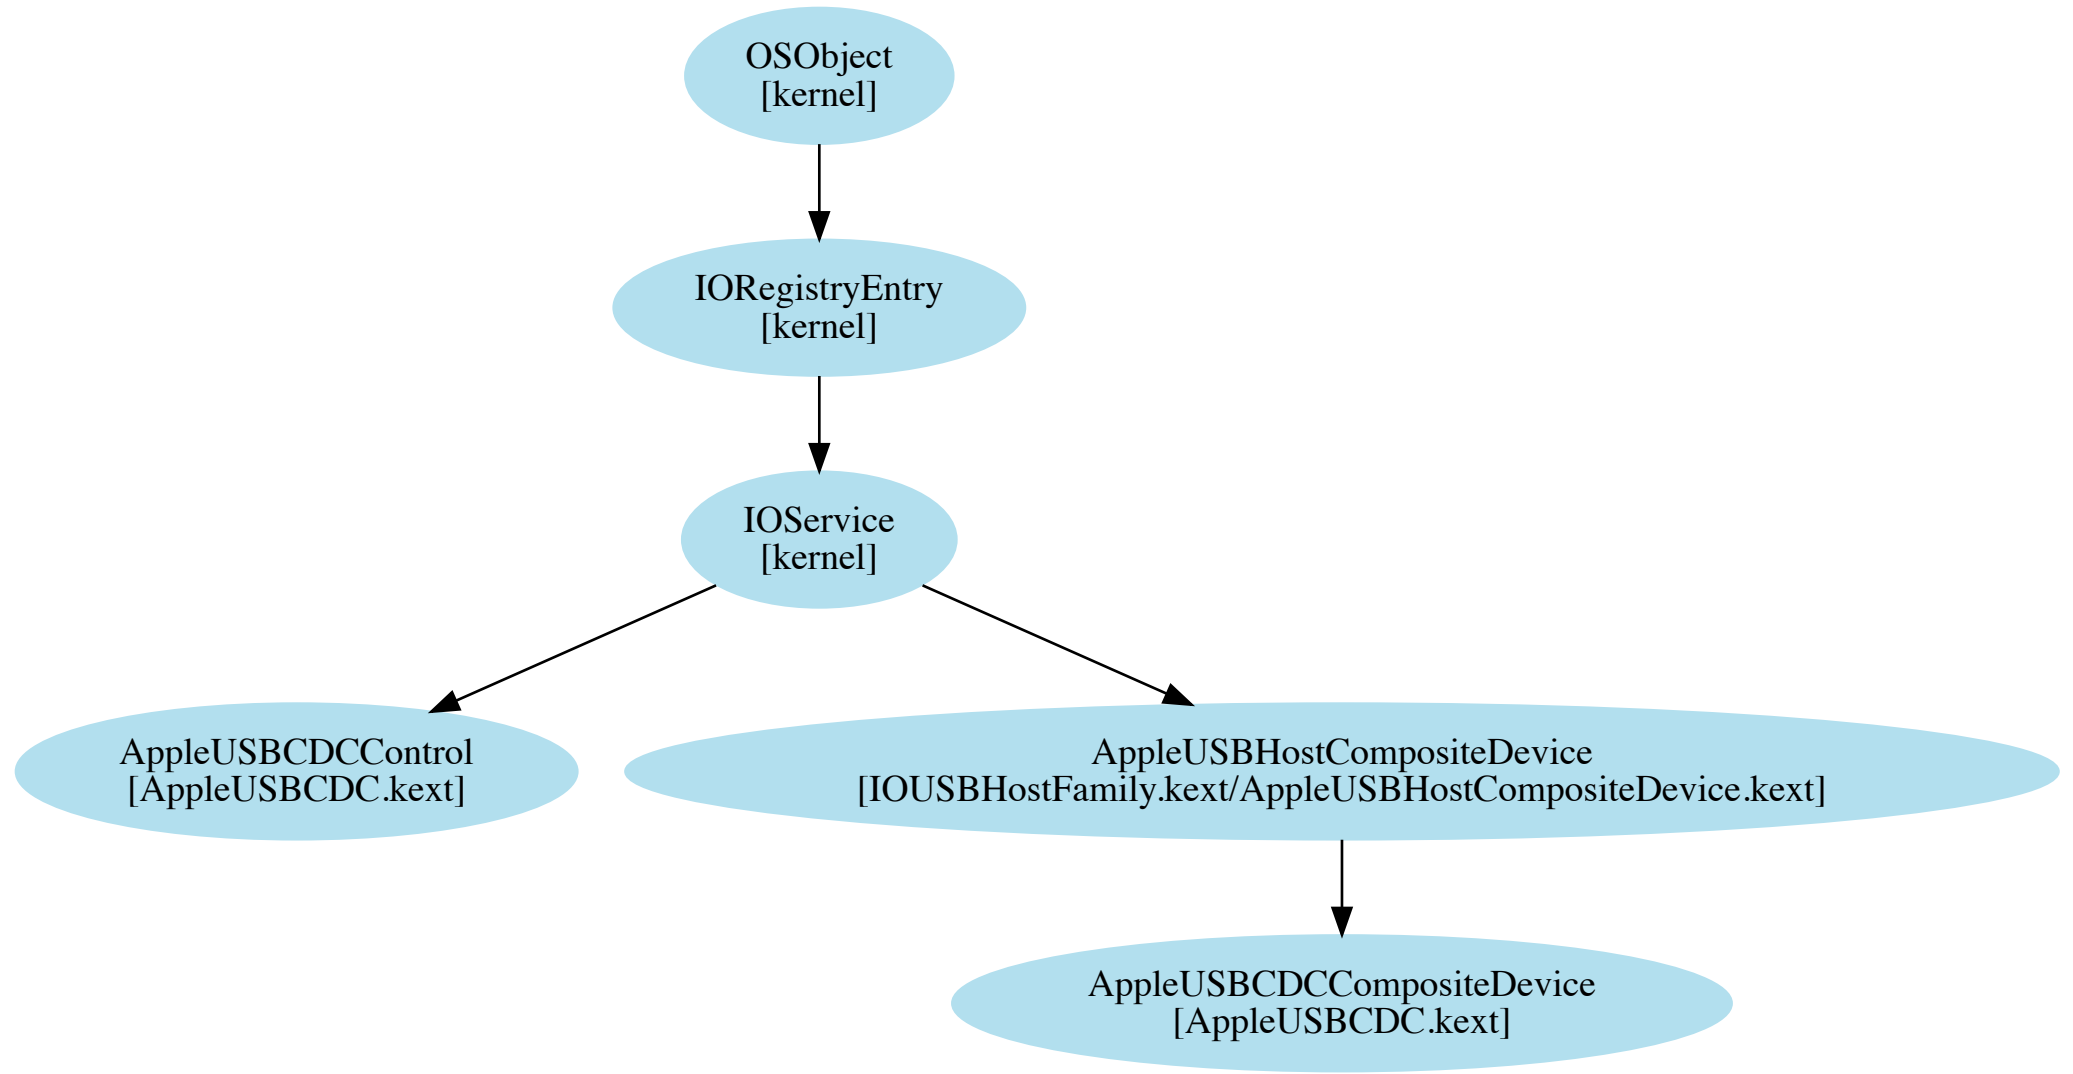 OSObject
[kernel]
IORegistryEntry
[kernel]
IOService
[kernel]
AppleUSBCDCControl
[AppleUSBCDC.kext]
AppleUSBHostCompositeDevice
[IOUSBHostFamily.kext/AppleUSBHostCompositeDevice.kext]
AppleUSBCDCCompositeDevice
[AppleUSBCDC.kext]